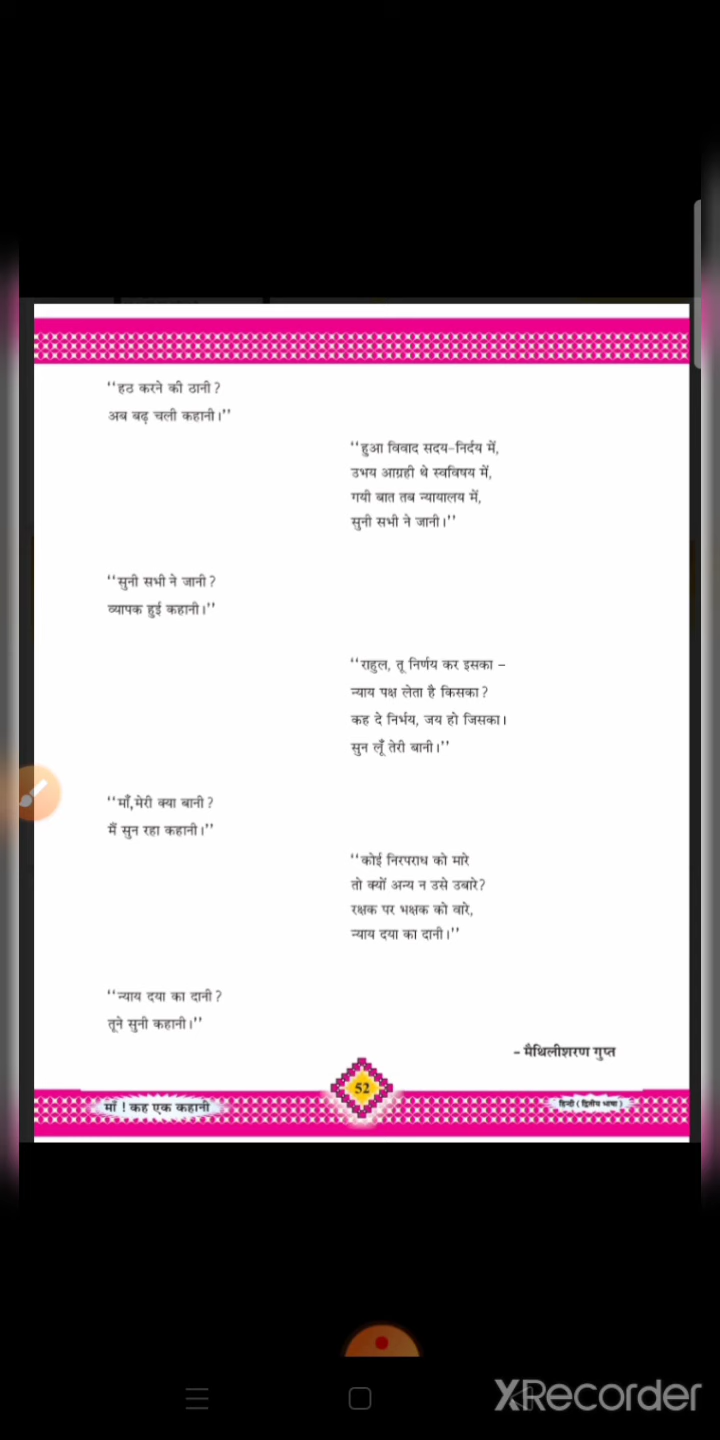 ‘‘हठ करने की ठानी?
अब बढ़ चली कहानी।’’
‘‘हुआ विवाद सदय-निर्दय में,
उभय आग्रही थे स्वविषय में,
गयी बात तब न्यायालय में,
सुनी सभी ने जानी।’’
‘‘सुनी सभी ने जानी?
व्यापक हुई कहानी।’’
‘‘राहुल, तू निर्णय कर इसका –
न्याय पक्ष लेता है किसका?
कह दे निर्भय, जय हो जिसका।
सुन लूँ तेरी बानी।’’
‘‘माँ,मेरी क्या बानी?
मैं सुन रहा कहानी।’’
‘‘कोई निरपराध को मारे
तो क्यों अन्य न उसे उबारे?
रक्षक पर भक्षक को वारे,
न्याय दया का दानी।’’
‘‘न्याय दया का दानी?
तूने सुनी कहानी।’’
– मैथिलीशरण गुप्त
52
माँ ! कह एक कहानी
हिन्दी ( द्वितीय भाषा )
XRecorder